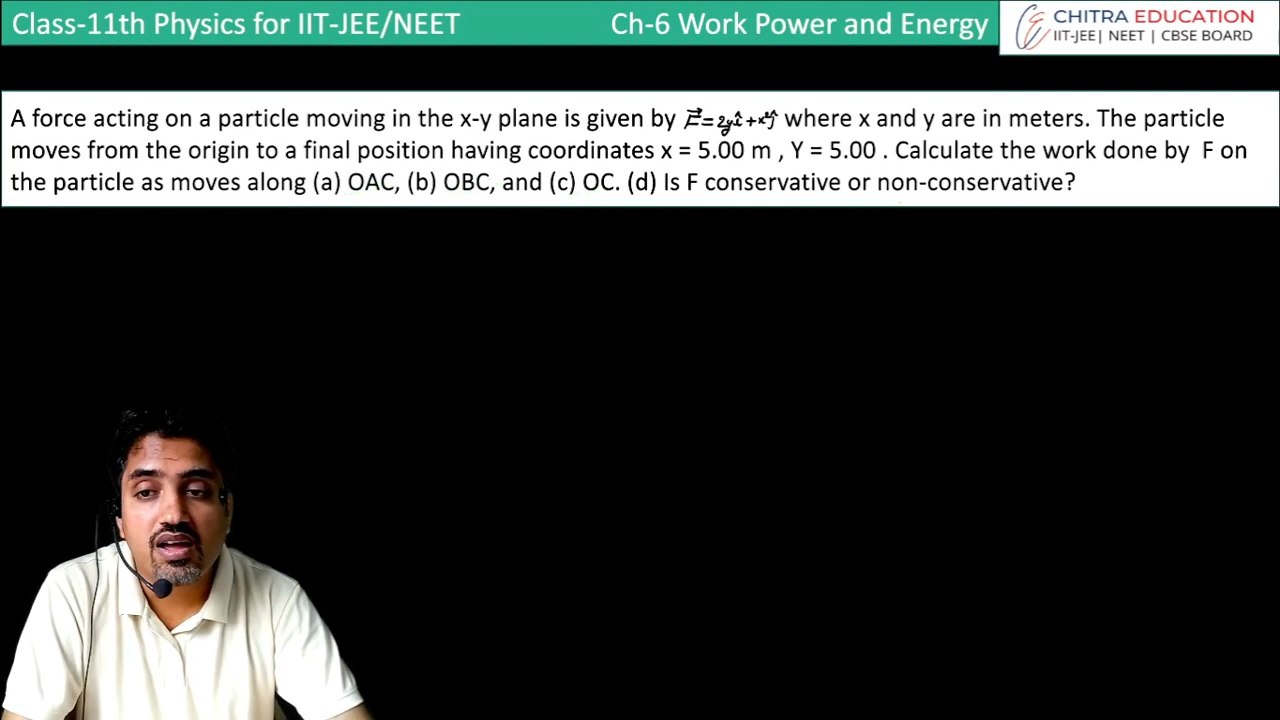 Class-11th Physics for IIT-JEE/NEET
Ch-6 Work Power and Energy
CHITRA EDUCATION
IIT-JEE| NEET | CBSE BOARD
A force acting on a particle moving in the x-y plane is given by F⃗=2yî+x²ĵ where x and y are in meters. The particle
moves from the origin to a final position having coordinates x = 5.00 m , Y = 5.00 . Calculate the work done by F on
the particle as moves along (a) OAC, (b) OBC, and (c) OC. (d) Is F conservative or non-conservative?